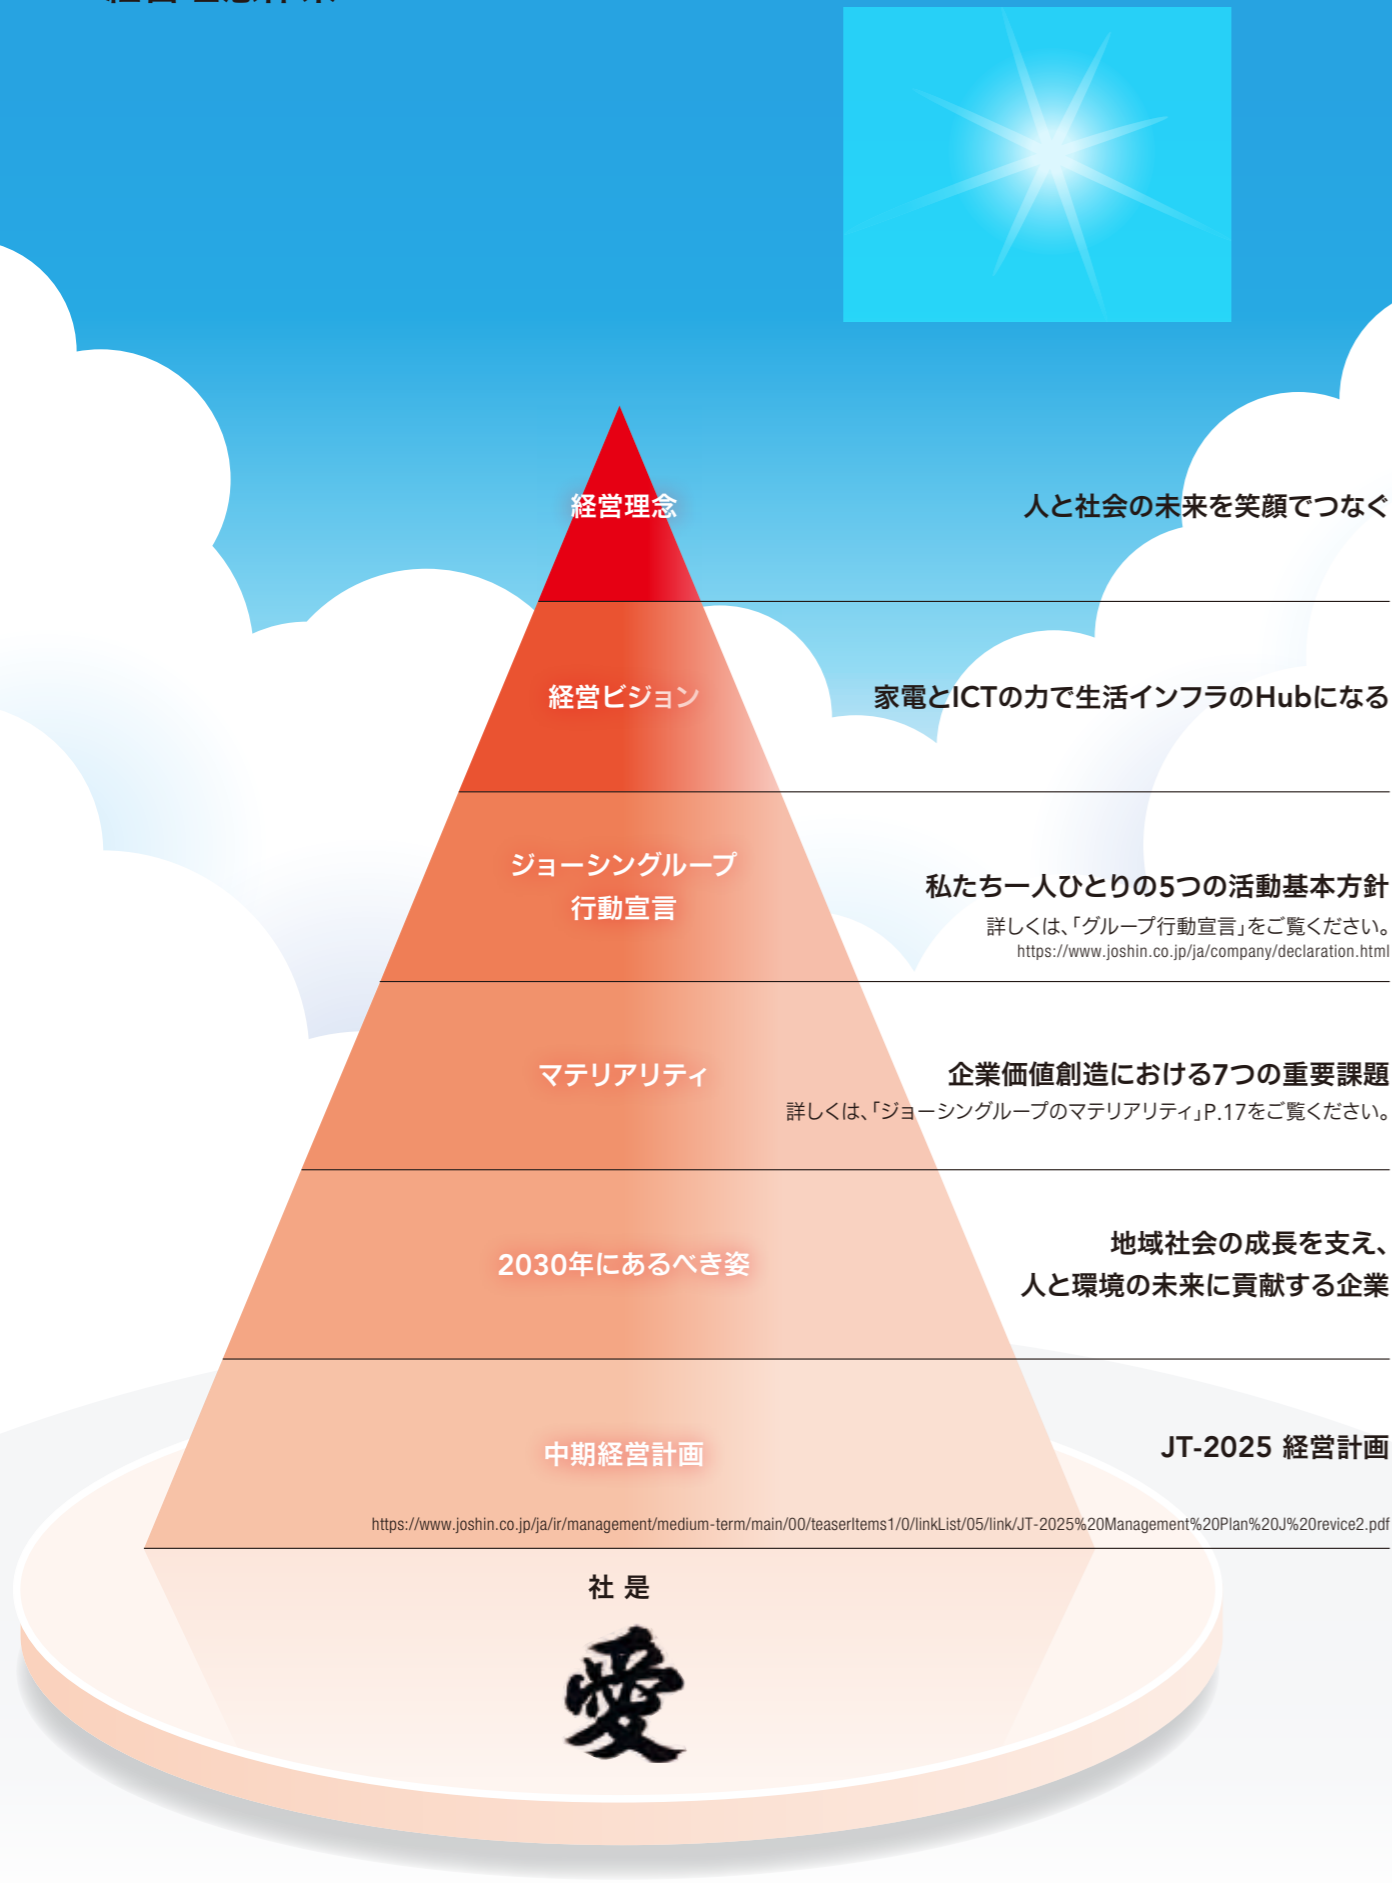 経営理念体系
経営理念
人と社会の未来を笑顔でつなぐ
経営ビジョン
家電とICTの力で生活インフラのHubになる
ジョーシングループ
行動宣言
私たち一人ひとりの5つの活動基本方針
詳しくは、「グループ行動宣言」をご覧ください。
https://www.joshin.co.jp/ja/company/declaration.html
マテリアリティ
企業価値創造における7つの重要課題
詳しくは、「ジョーシングループのマテリアリティ」P.17をご覧ください。
2030年にあるべき姿
地域社会の成長を支え、
人と環境の未来に貢献する企業
中期経営計画
JT-2025 経営計画
https://www.joshin.co.jp/ja/ir/management/medium-term/main/00/teaserItems1/0/linkList/05/link/JT-2025%20Management%20Plan%20J%20revice2.pdf
社是
愛